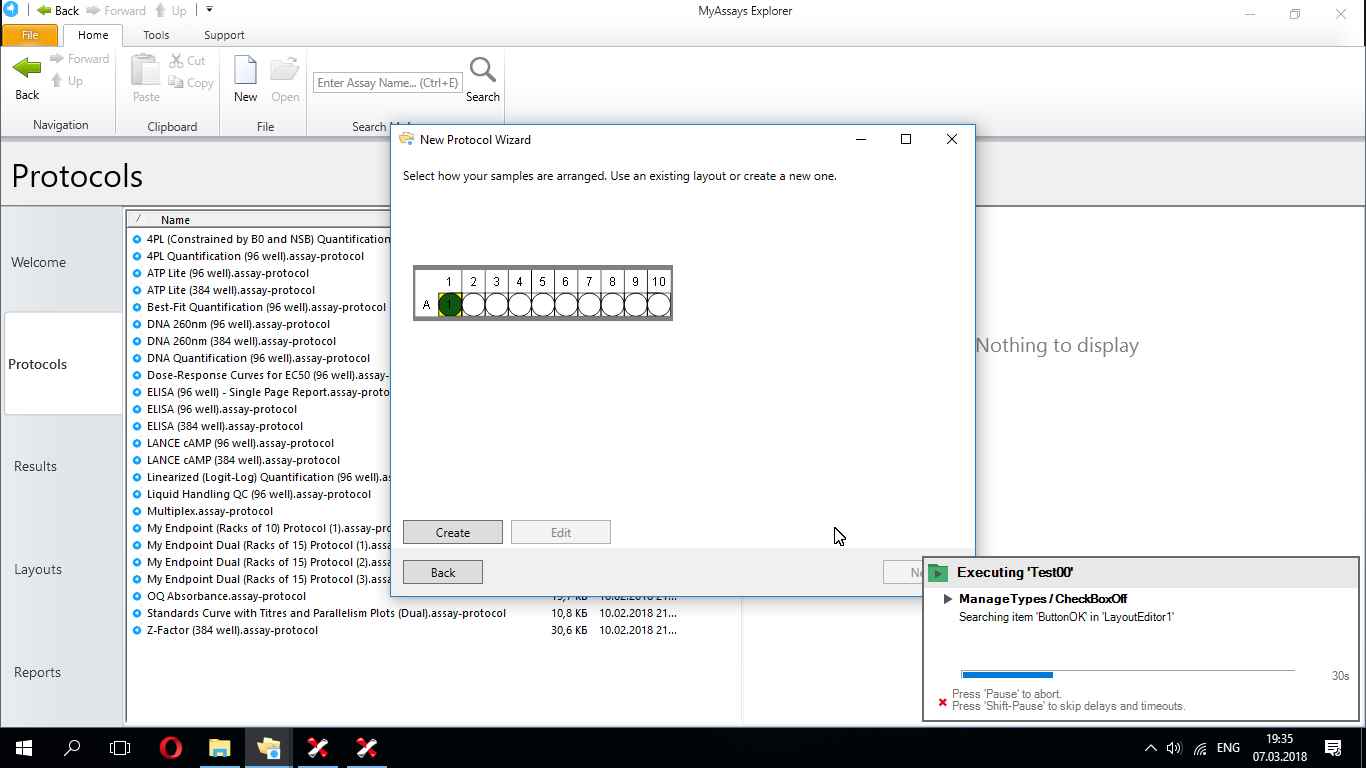 Back Forward Up
MyAssays Explorer
File Home Tools Support
Back
Forward
Up
Navigation
Paste
Cut
Copy
Clipboard
New
Open
File
Enter Assay Name... (Ctrl+E)
Search
Search
Protocols
Welcome
Protocols
Results
Layouts
Reports
Name
4PL (Constrained by B0 and NSB) Quantification
4PL Quantification (96 well).assay-protocol
ATP Lite (96 well).assay-protocol
ATP Lite (384 well).assay-protocol
Best-Fit Quantification (96 well).assay-protocol
DNA 260nm (96 well).assay-protocol
DNA 260nm (384 well).assay-protocol
DNA Quantification (96 well).assay-protocol
Dose-Response Curves for EC50 (96 well).assay-
ELISA (96 well) - Single Page Report.assay-proto
ELISA (96 well).assay-protocol
ELISA (384 well).assay-protocol
LANCE cAMP (96 well).assay-protocol
LANCE cAMP (384 well).assay-protocol
Linearized (Logit-Log) Quantification (96 well).as
Liquid Handling QC (96 well).assay-protocol
Multiplex.assay-protocol
My Endpoint (Racks of 10) Protocol (1).assay-pro
My Endpoint Dual (Racks of 15) Protocol (1).assa
My Endpoint Dual (Racks of 15) Protocol (2).assa
My Endpoint Dual (Racks of 15) Protocol (3).assa
OQ Absorbance.assay-protocol 19,7 КБ 10.02.2018 21...
Standards Curve with Titres and Parallelism Plots (Dual).assay-protocol 10,8 КБ 10.02.2018 21...
Z-Factor (384 well).assay-protocol 30,6 КБ 10.02.2018 21...
Nothing to display
New Protocol Wizard
Select how your samples are arranged. Use an existing layout or create a new one.
1 2 3 4 5 6 7 8 9 10
A 1
Create Edit
Back Ne
Executing 'Test00'
ManageTypes / CheckBoxOff
Searching item 'ButtonOK' in 'LayoutEditor1'
30s
Press 'Pause' to abort.
Press 'Shift-Pause' to skip delays and timeouts.
ENG
19:35
07.03.2018